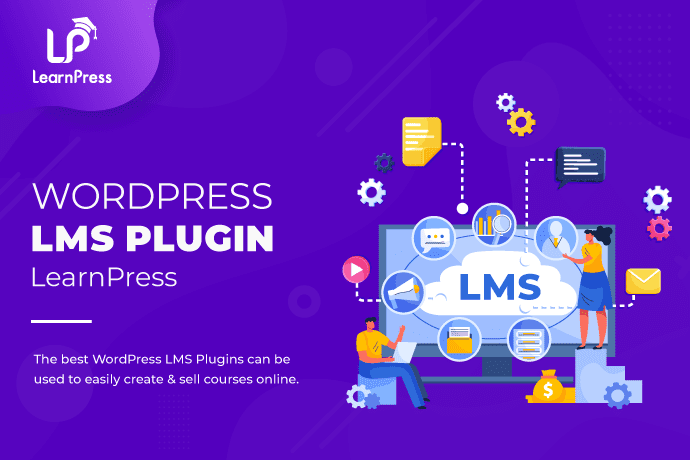 LP
LearnPress
WORDPRESS
LMS PLUGIN
LearnPress
The best WordPress LMS Plugins can be
used to easily create & sell courses online.
LMS
$